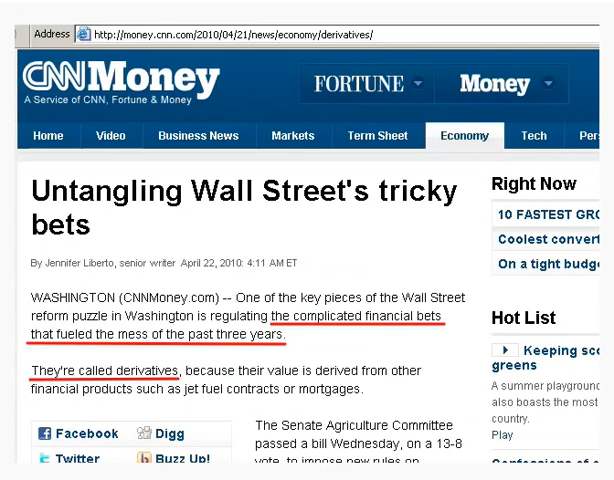 Address http://money.cnn.com/2010/04/21/news/economy/derivatives/
CNNMoney
A Service of CNN, Fortune & Money
FORTUNE Money
Home Video Business News Markets Term Sheet Economy Tech
Untangling Wall Street's tricky
bets
By Jennifer Liberto, senior writer April 22, 2010: 4:11 AM ET
WASHINGTON (CNNMoney.com) -- One of the key pieces of the Wall Street
reform puzzle in Washington is regulating the complicated financial bets
that fueled the mess of the past three years.
They're called derivatives, because their value is derived from other
financial products such as jet fuel contracts or mortgages.
Facebook Digg
Twitter Buzz Up!
The Senate Agriculture Committee
passed a bill Wednesday, on a 13-8
vote, to impose new rules on
Right Now
10 FASTEST
Coolest
On a tight
Hot List
Keeping
greens
A summer playground
also boasts the most
country.
Play
Confessions of